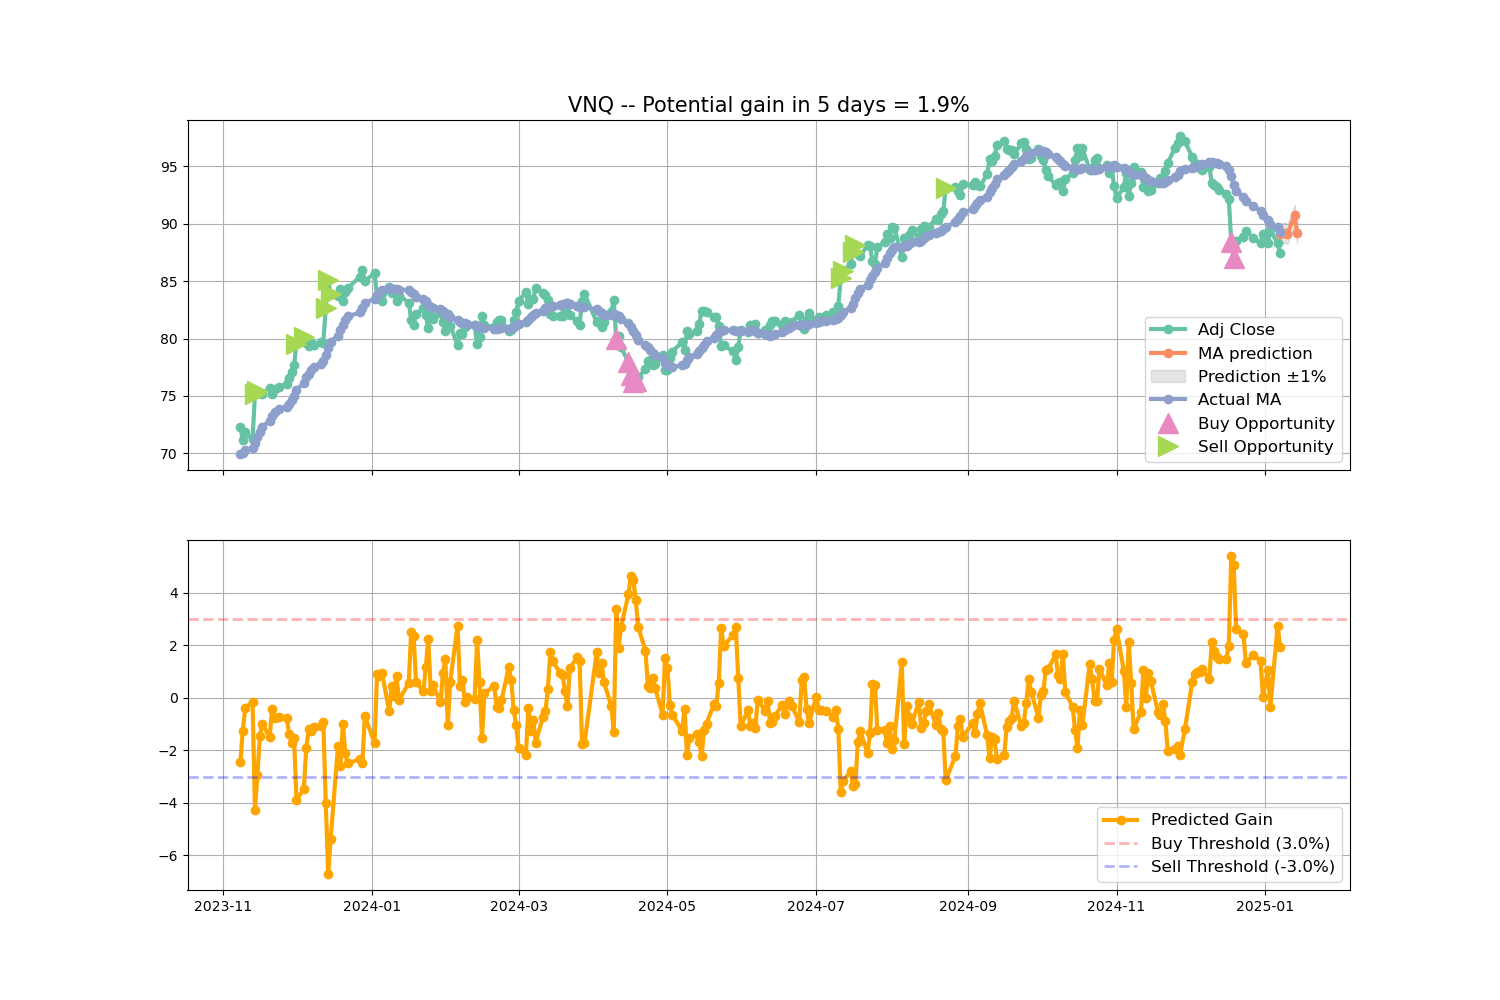 VNQ -- Potential gain in 5 days = 1.9%
95
90
85
80
75
70
Adj Close
MA prediction
Prediction ±1%
Actual MA
Buy Opportunity
Sell Opportunity
4
2
0
−2
−4
−6
Predicted Gain
Buy Threshold (3.0%)
Sell Threshold (-3.0%)
2023-11 2024-01 2024-03 2024-05 2024-07 2024-09 2024-11 2025-01